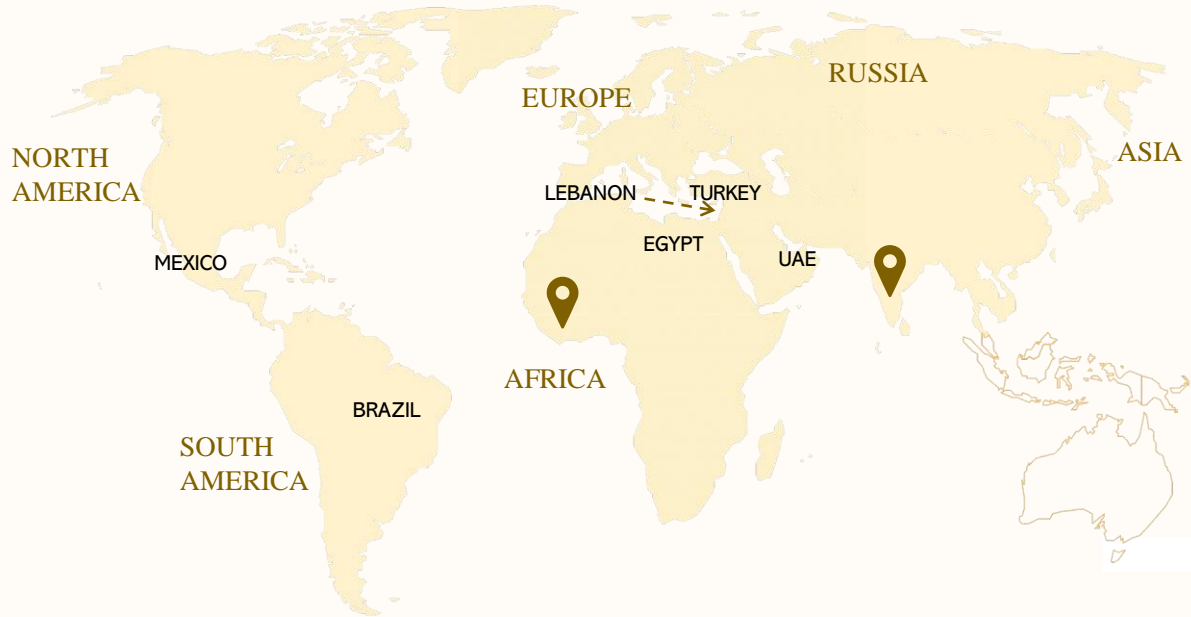 RUSSIA
EUROPE
NORTH
AMERICA
ASIA
LEBANON
TURKEY
EGYPT
UAE
MEXICO
AFRICA
BRAZIL
SOUTH
AMERICA